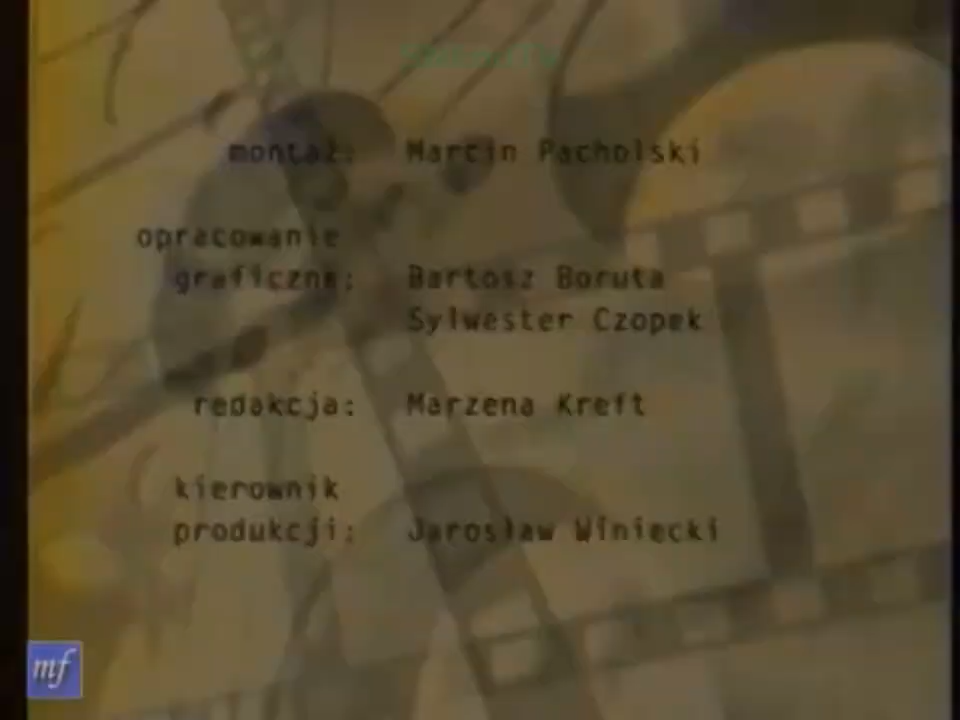 montaż: Marcin Pacholski
opracowanie
graficzne: Bartosz Boruta
Sylwester Czopek
redakcja: Marzena Kreft
kierownik
produkcji: Jarosław Winiecki
mf